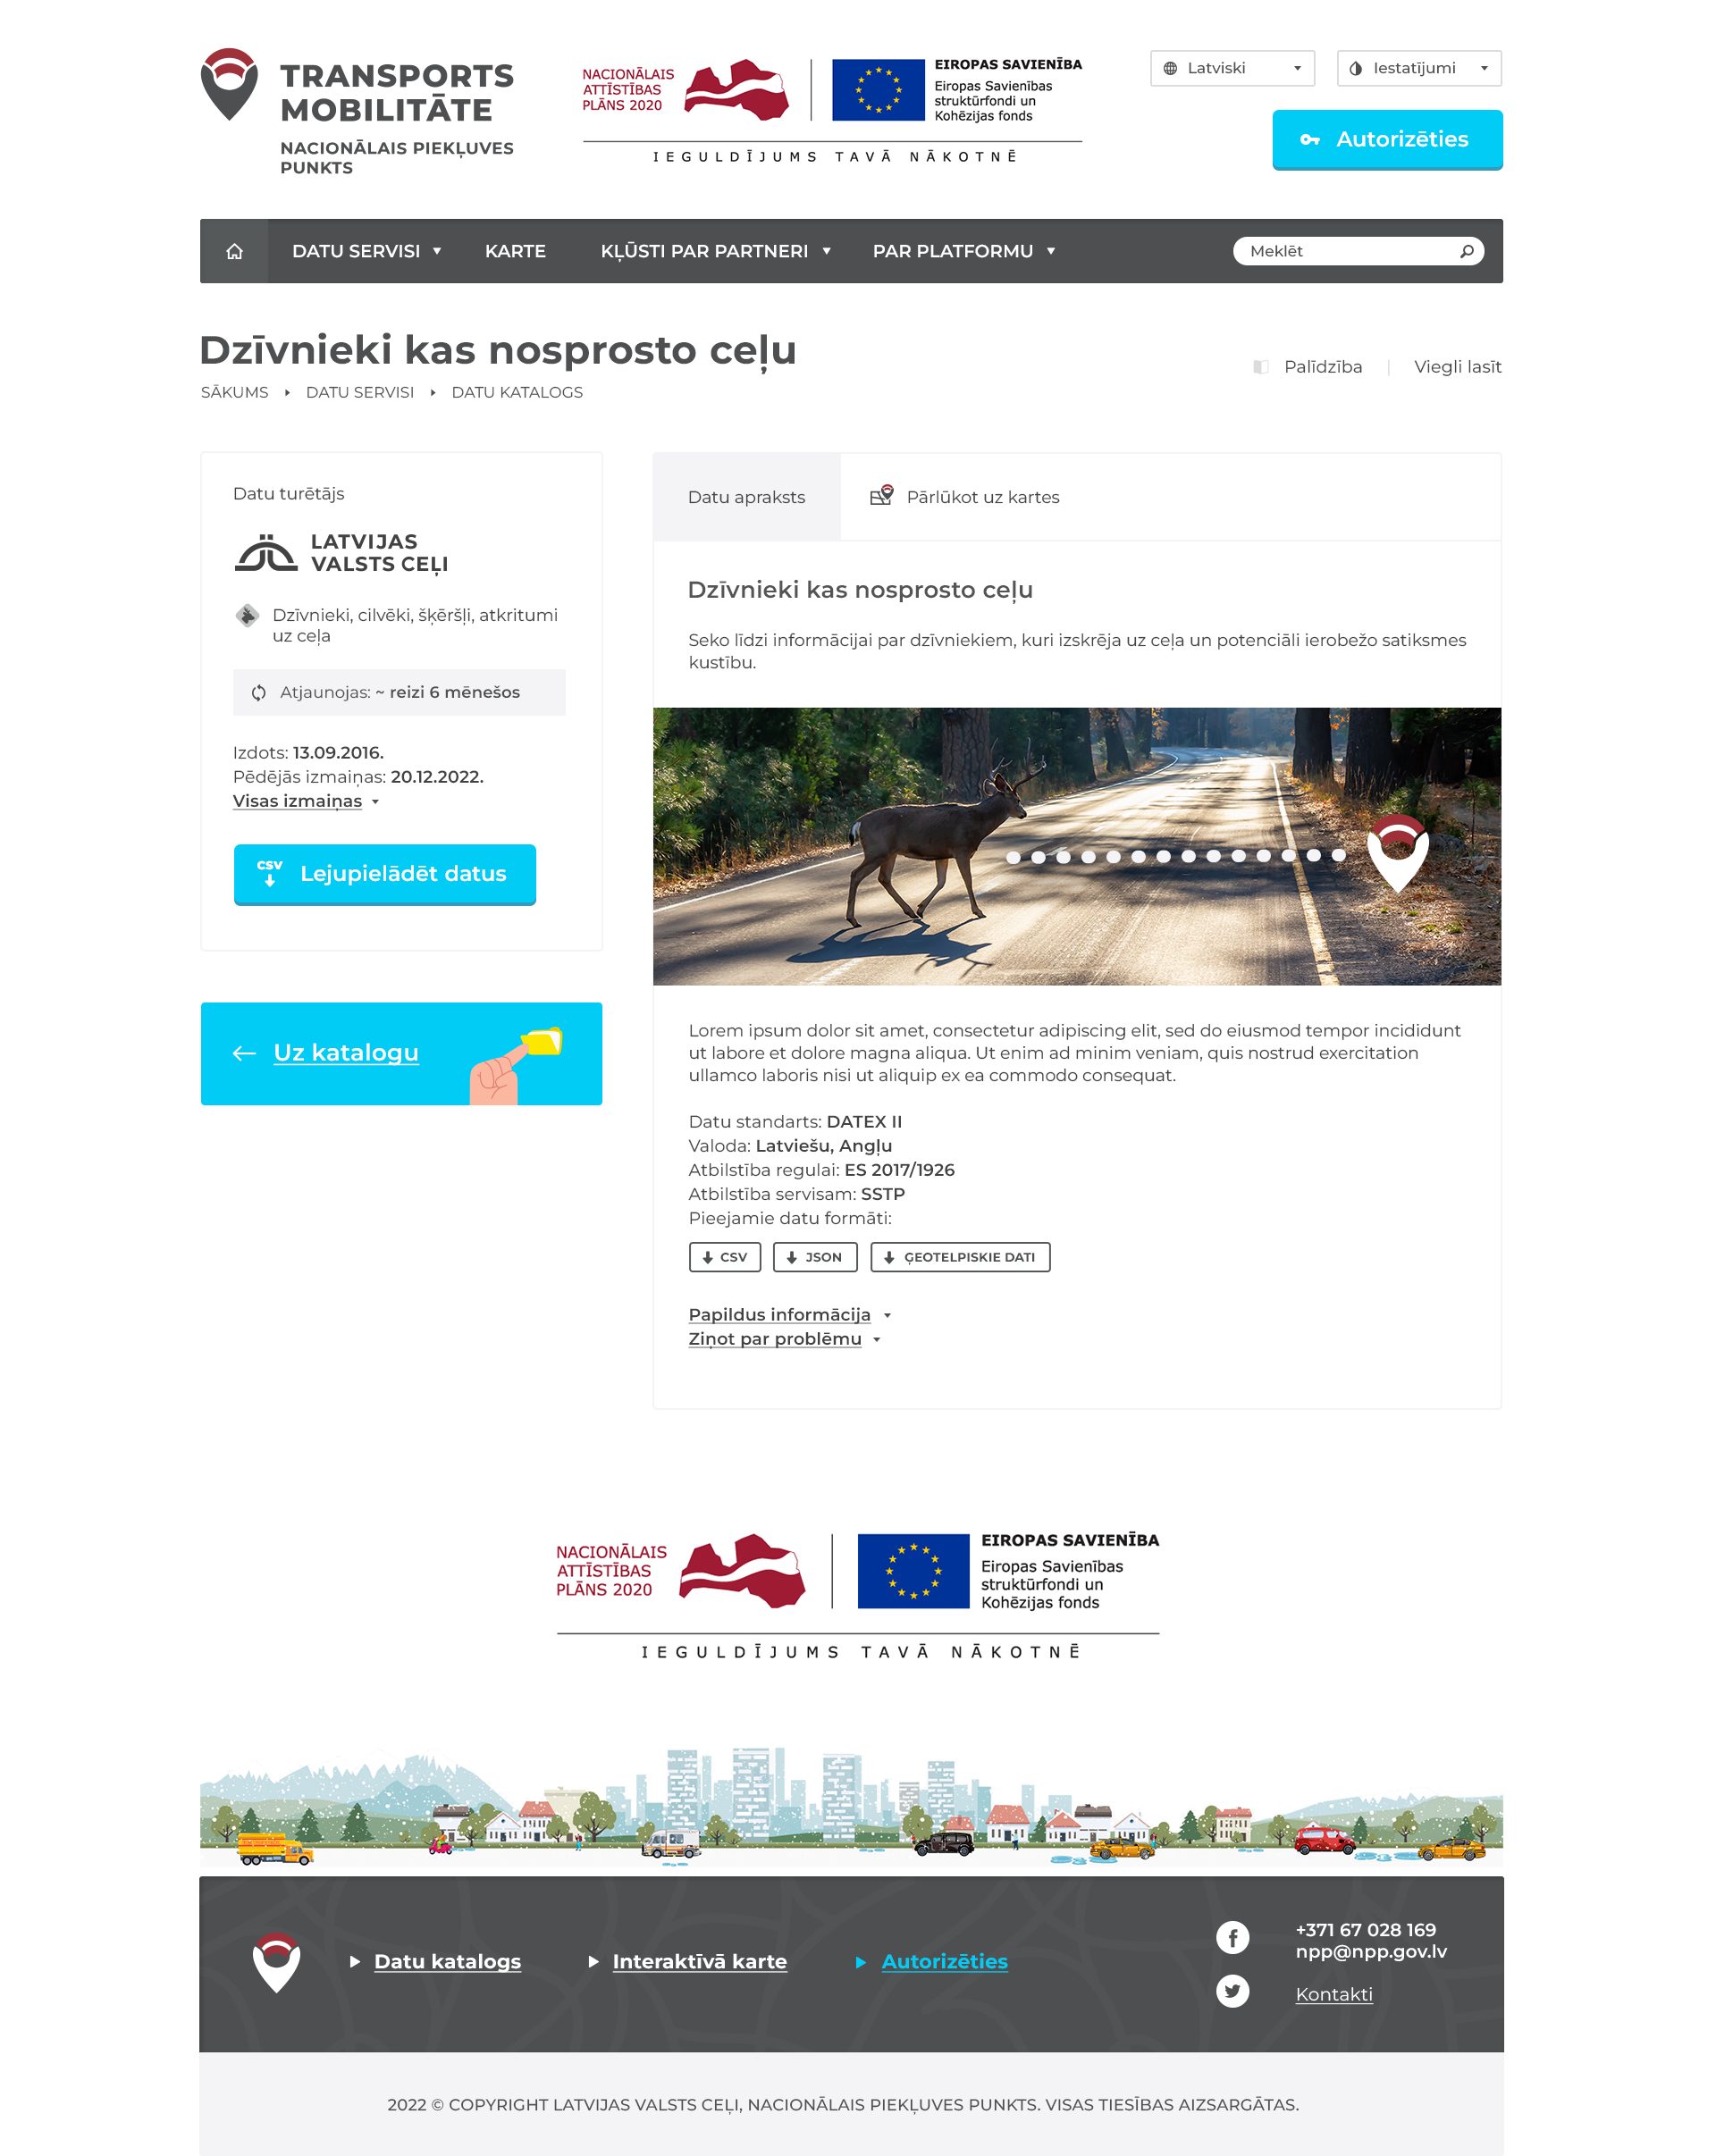 TRANSPORTS
MOBILITĀTE
NACIONĀLAIS PIEKĻUVES
PUNKTS
NACIONĀLAIS
ATTĪSTĪBAS
PLĀNS 2020
EIROPAS SAVIENĪBA
Eiropas Savienības
struktūrfondi un
Kohēzijas fonds
IEGULDĪJUMS TAVĀ NĀKOTNĒ
Latviski
Iestatījumi
Autorizēties
DATU SERVISI
KARTE
KĻŪSTI PAR PARTNERI
PAR PLATFORMU
Meklēt
Dzīvnieki kas nosprosto ceļu
SĀKUMS
DATU SERVISI
DATU KATALOGS
Palīdzība
Viegli lasīt
Datu turētājs
LATVIJAS
VALSTS CEĻI
Dzīvnieki, cilvēki, šķēršļi, atkritumi
uz ceļa
Atjaunojas: ~ reizi 6 mēnešos
Izdots: 13.09.2016.
Pēdējās izmaiņas: 20.12.2022.
Visas izmaiņas
CSV
Lejupielādēt datus
Uz katalogu
Datu apraksts
Pārlūkot uz kartes
Dzīvnieki kas nosprosto ceļu
Seko līdzi informācijai par dzīvniekiem, kuri izskrēja uz ceļa un potenciāli ierobežo satiksmes
kustību.
Lorem ipsum dolor sit amet, consectetur adipiscing elit, sed do eiusmod tempor incididunt
ut labore et dolore magna aliqua. Ut enim ad minim veniam, quis nostrud exercitation
ullamco laboris nisi ut aliquip ex ea commodo consequat.
Datu standarts: DATEX II
Valoda: Latviešu, Angļu
Atbilstība regulai: ES 2017/1926
Atbilstība servisam: SSTP
Pieejamie datu formāti:
CSV
JSON
ĢEOTELPISKIE DATI
Papildus informācija
Ziņot par problēmu
NACIONĀLAIS
ATTĪSTĪBAS
PLĀNS 2020
EIROPAS SAVIENĪBA
Eiropas Savienības
struktūrfondi un
Kohēzijas fonds
IEGULDĪJUMS TAVĀ NĀKOTNĒ
Datu katalogs
Interaktīvā karte
Autorizēties
+371 67 028 169
npp@npp.gov.lv
Kontakti
2022 © COPYRIGHT LATVIJAS VALSTS CEĻI, NACIONĀLAIS PIEKĻUVES PUNKTS. VISAS TIESĪBAS AIZSARGĀTAS.